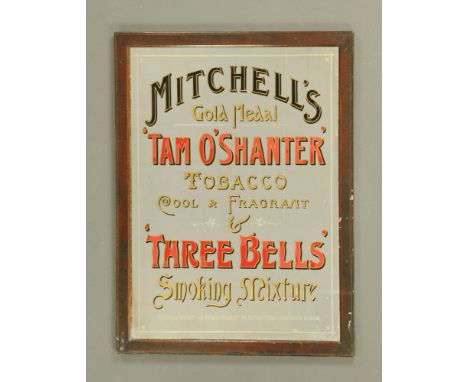 MITCHELL'S
Gold Medal
'TAM O'SHANTER'
TOBACCO
COOL & FRAGRANT
&
'THREE BELLS'
Smoking Mixture